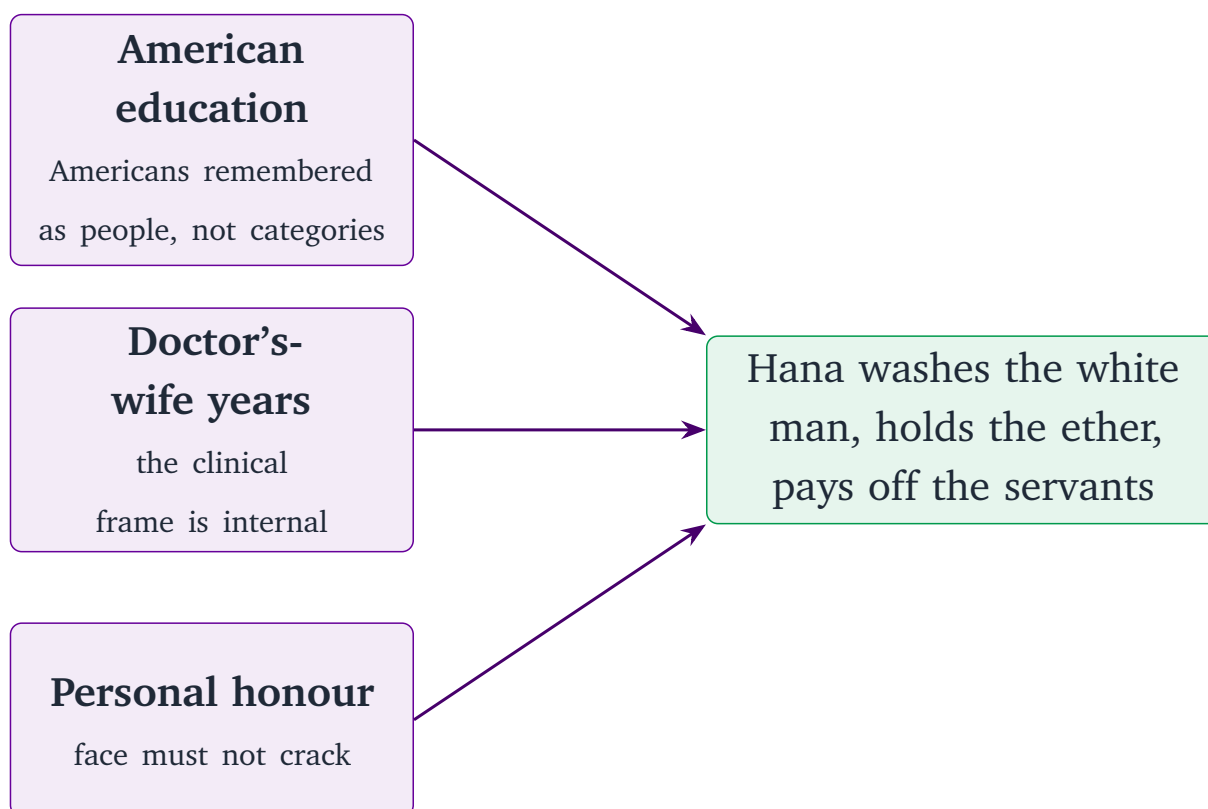 American
education
Americans remembered
as people, not categories
Doctor's-
wife years
the clinical
frame is internal
Personal honour
face must not crack
Hana washes the white
man, holds the ether,
pays off the servants